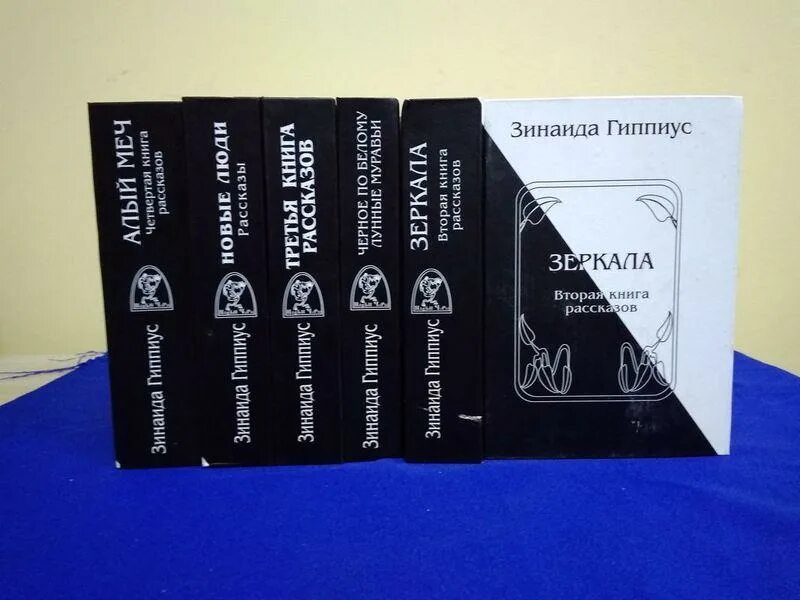 АЛЫЙ МЕЧ
Четвертая книга
рассказов
Зинаида Гиппиус
НОВЫЕ ЛЮДИ
Рассказы
Зинаида Гиппиус
ТРЕТЬЯ КНИГА
РАССКАЗОВ
Зинаида Гиппиус
ЧЕРНОЕ ПО БЕЛОМУ
ЛУННЫЕ МУРАВЬИ
Зинаида Гиппиус
ЗЕРКАЛА
Вторая книга
рассказов
Зинаида Гиппиус
Зинаида Гиппиус
ЗЕРКАЛА
Вторая книга
рассказов